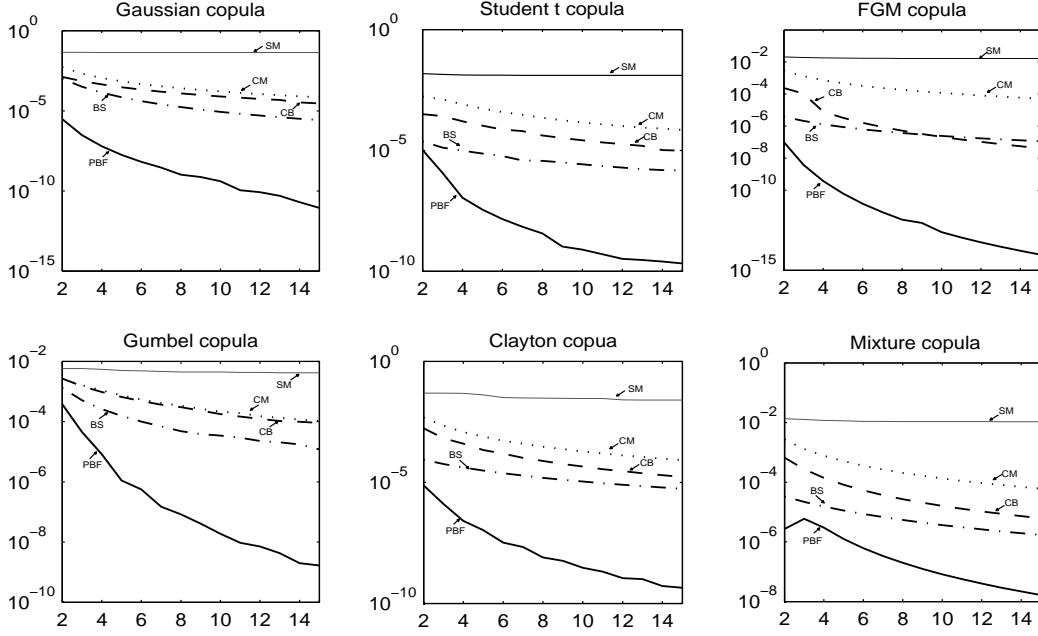 Gaussian copula
10^0
10^−5
10^−10
10^−15
SM
CM
CB
BS
PBF
2 4 6 8 10 12 14
Student t copula
10^0
10^−5
10^−10
SM
CM
CB
BS
PBF
2 4 6 8 10 12 14
FGM copula
10^−2
10^−4
10^−6
10^−8
10^−10
10^−15
SM
CM
CB
BS
PBF
2 4 6 8 10 12 14
Gumbel copula
10^−2
10^−4
10^−6
10^−8
10^−10
SM
CM
CB
BS
PBF
2 4 6 8 10 12 14
Clayton copua
10^0
10^−5
10^−10
SM
CM
CB
BS
PBF
2 4 6 8 10 12 14
Mixture copula
10^0
10^−2
10^−4
10^−6
10^−8
SM
CM
CB
BS
PBF
2 4 6 8 10 12 14